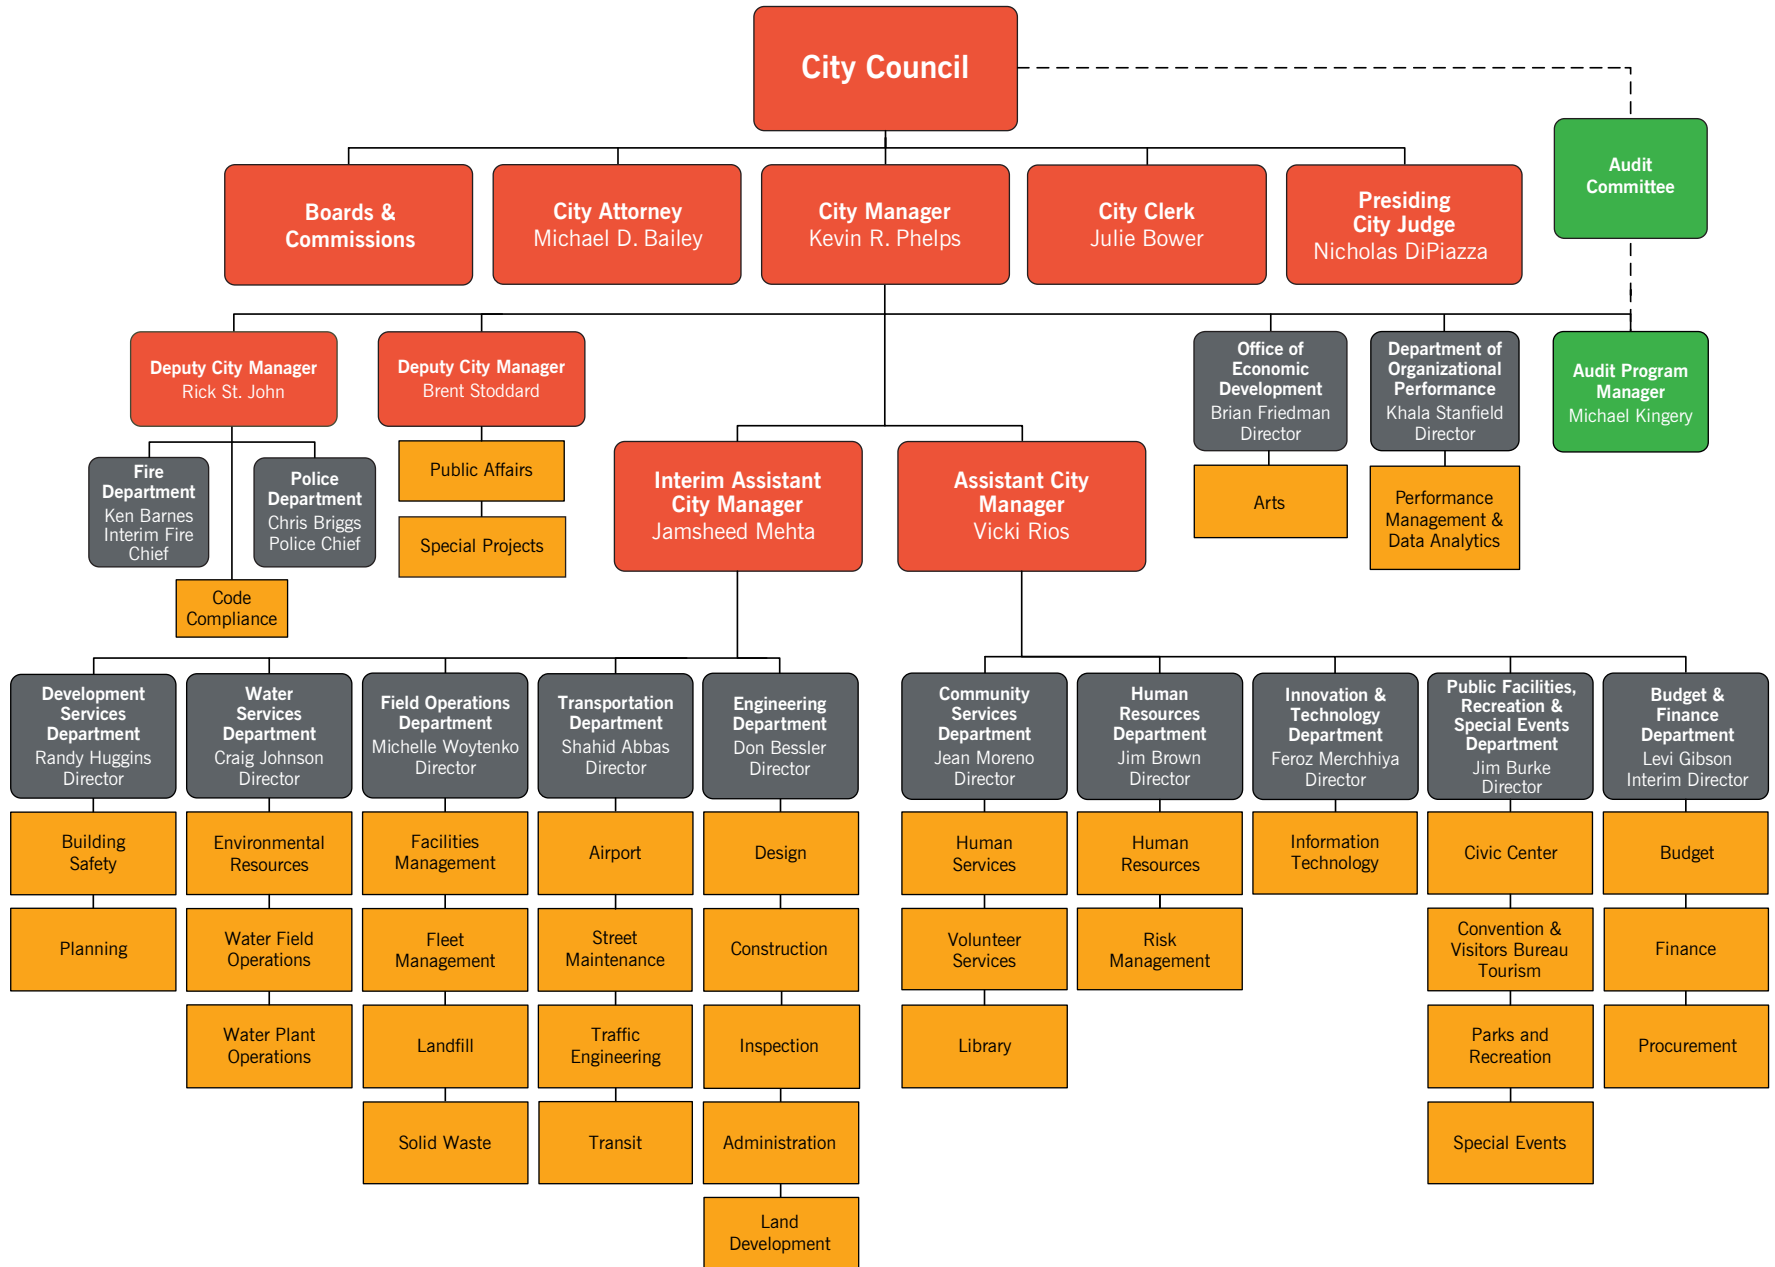 City Council
Audit
Committee
Boards &
Commissions
City Attorney
Michael D. Bailey
City Manager
Kevin R. Phelps
City Clerk
Julie Bower
Presiding
City Judge
Nicholas DiPiazza
Deputy City Manager
Rick St. John
Deputy City Manager
Brent Stoddard
Office of
Economic
Development
Brian Friedman
Director
Department of
Organizational
Performance
Khala Stanfield
Director
Audit Program
Manager
Michael Kingery
Fire
Department
Ken Barnes
Interim Fire
Chief
Police
Department
Chris Briggs
Police Chief
Code
Compliance
Public Affairs
Special Projects
Interim Assistant
City Manager
Jamsheed Mehta
Assistant City
Manager
Vicki Rios
Arts
Performance
Management &
Data Analytics
Development
Services
Department
Randy Huggins
Director
Water
Services
Department
Craig Johnson
Director
Field Operations
Department
Michelle Woytenko
Director
Transportation
Department
Shahid Abbas
Director
Engineering
Department
Don Bessler
Director
Community
Services
Department
Jean Moreno
Director
Human
Resources
Department
Jim Brown
Director
Innovation &
Technology
Department
Feroz Merchhiya
Director
Public Facilities,
Recreation &
Special Events
Department
Jim Burke
Director
Budget &
Finance
Department
Levi Gibson
Interim Director
Building
Safety
Environmental
Resources
Facilities
Management
Airport
Design
Human
Services
Human
Resources
Information
Technology
Civic Center
Budget
Planning
Water Field
Operations
Fleet
Management
Street
Maintenance
Construction
Volunteer
Services
Risk
Management
Convention &
Visitors Bureau
Tourism
Finance
Water Plant
Operations
Landfill
Traffic
Engineering
Inspection
Library
Parks and
Recreation
Procurement
Solid Waste
Transit
Administration
Special Events
Land
Development